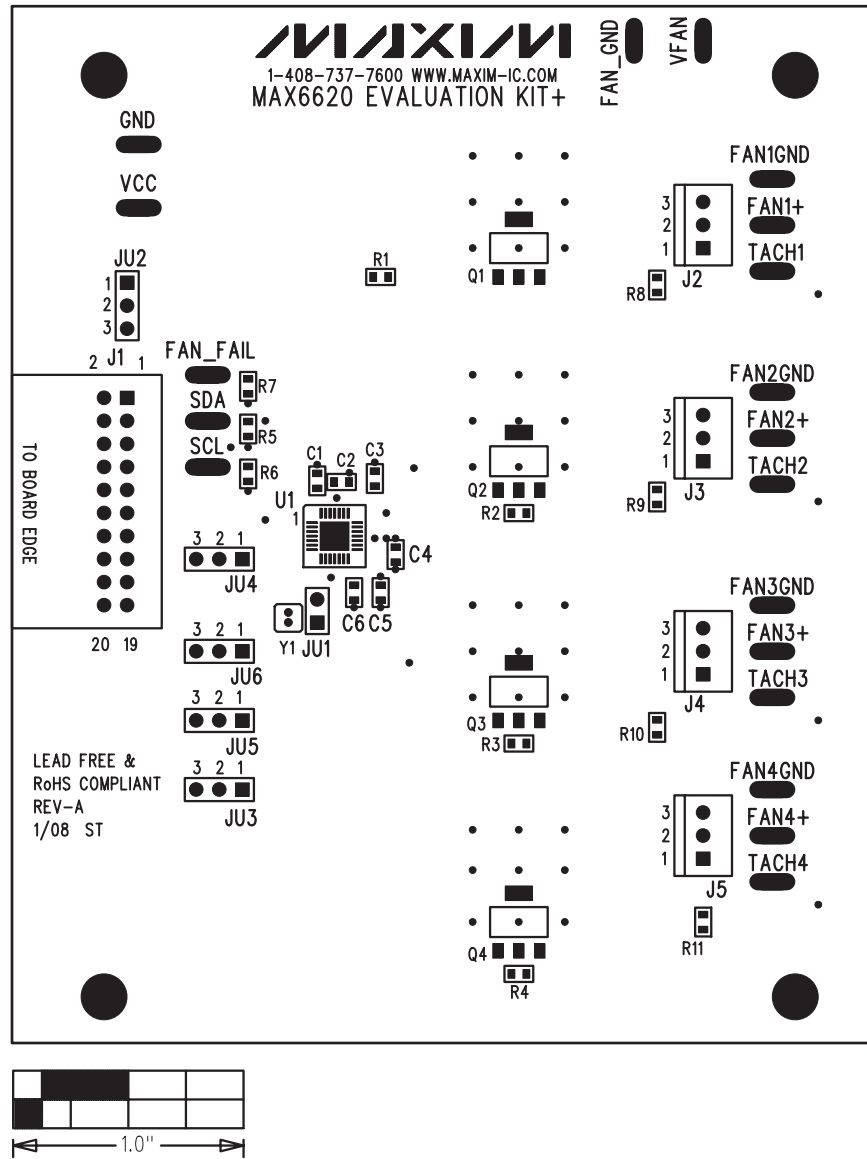 MAXIM
1-408-737-7600 WWW.MAXIM-IC.COM
MAX6620 EVALUATION KIT+
FAN_GND
VFAN
GND
VCC
JU2
1
2
3
J1
2 1
TO BOARD EDGE
20 19
FAN_FAIL
SDA
SCL
R7
R5
R6
R1
C1
C2
C3
U1
1
C4
C6
C5
Y1
JU1
3 2 1
JU4
3 2 1
JU6
3 2 1
JU5
3 2 1
JU3
LEAD FREE &
RoHS COMPLIANT
REV-A
1/08 ST
Q1
Q2
R2
Q3
R3
Q4
R4
FAN1GND
3
2
1
FAN1+
TACH1
J2
R8
FAN2GND
3
2
1
FAN2+
TACH2
J3
R9
FAN3GND
3
2
1
FAN3+
TACH3
J4
R10
FAN4GND
3
2
1
FAN4+
TACH4
J5
R11
1.0"